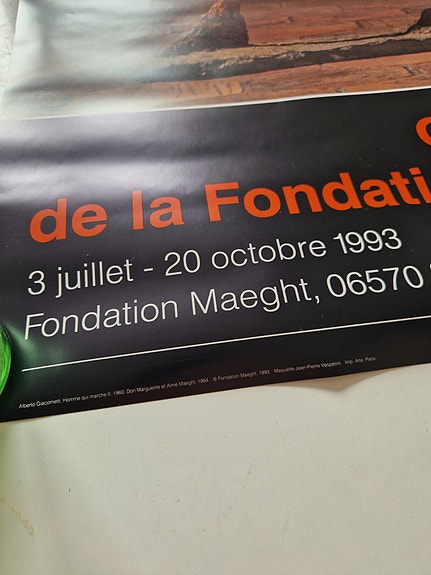 de la Fondati
3 juillet - 20 octobre 1993
Fondation Maeght, 06570
Alberto Giacometti, Homme qui marche II, 1960. Don Marguerite et Aimé Maeght, 1964 © Fondation Maeght, 1993 Maquette Jean-Pierre Vespérini Imp. Arte, Paris